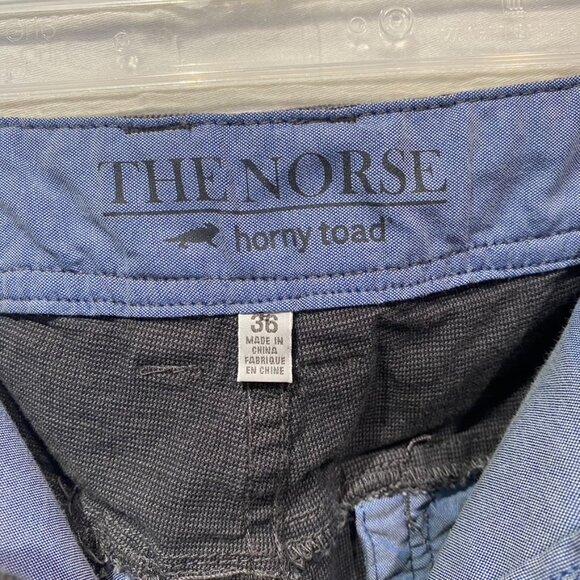 THE NORSE
horny toad
36
MADE IN
CHINA
FABRIQUE
EN CHINE